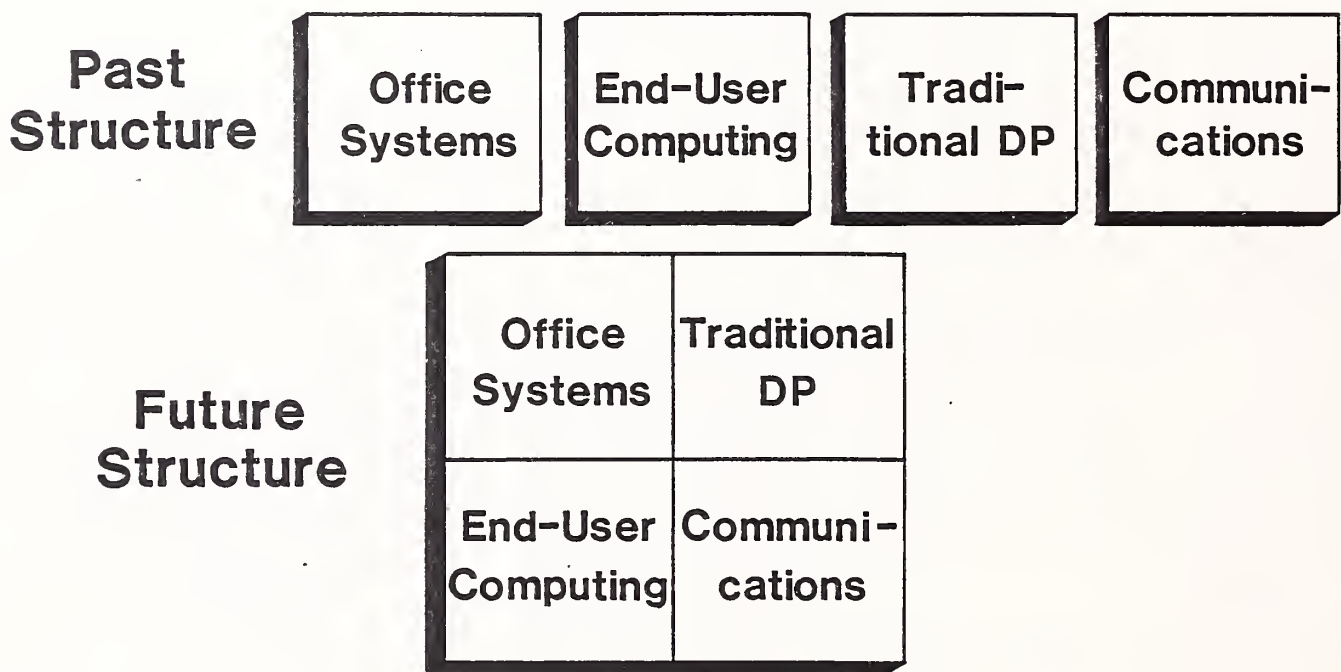 Past
Structure
Office
Systems
End-User
Computing
Tradi-
tional DP
Communi-
cations
Future
Structure
Office
Systems
Traditional
DP
End-User
Computing
Communi-
cations